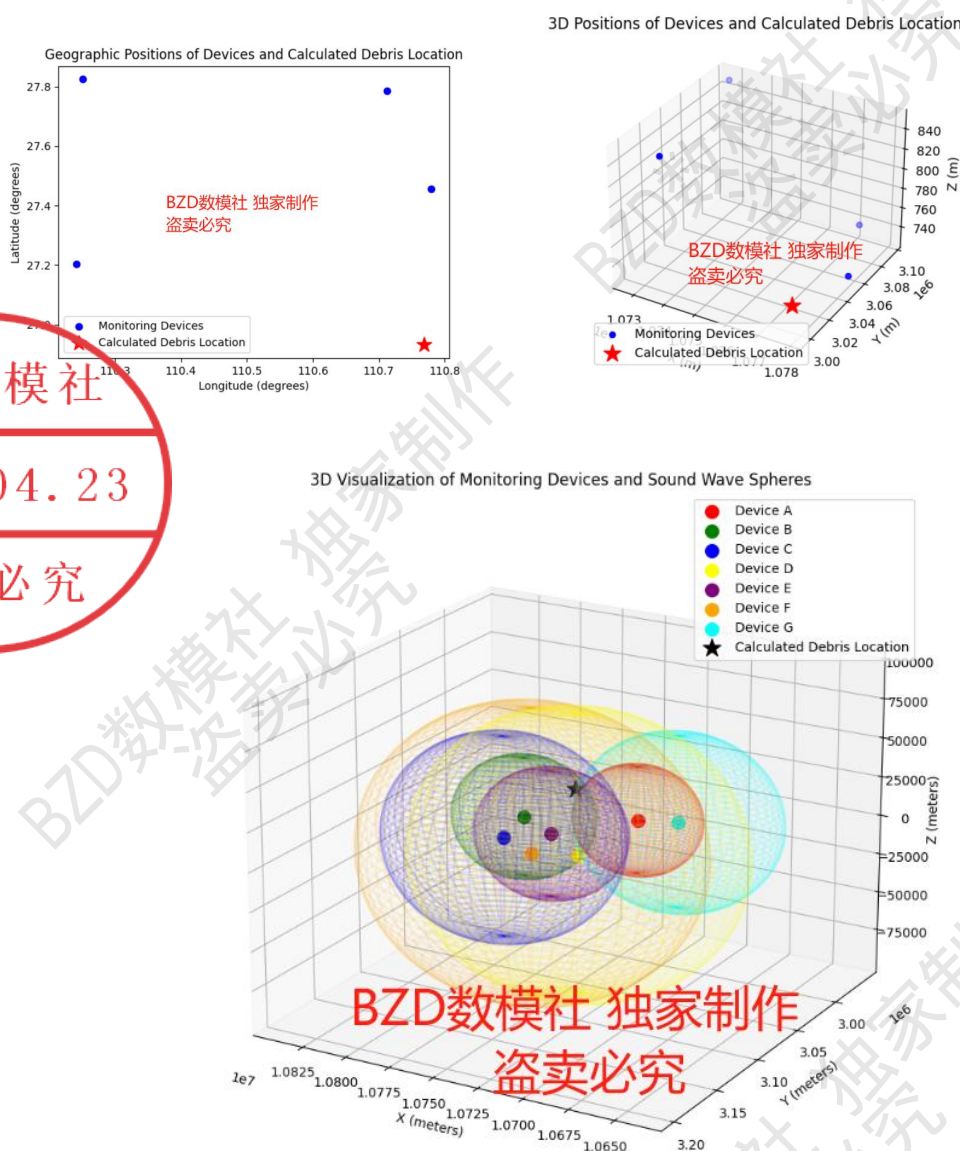 3D Positions of Devices and Calculated Debris Location
Geographic Positions of Devices and Calculated Debris Location
27.8
27.6
27.4
27.2
Latitude (degrees)
BZD数模社 独家制作
盗卖必究
Monitoring Devices
Calculated Debris Location
110.4
110.5
110.6
110.7
110.8
Longitude (degrees)
840
820
800
780
760
740
Z (m)
BZD数模社 独家制作
盗卖必究
3.10
3.08
1e6
3.06
3.04
3.02
3.00
Y (m)
1.073
1.077
1.078
Monitoring Devices
Calculated Debris Location
模社
04.23
必究
BZD数模社 独家制作
盗卖必究
3D Visualization of Monitoring Devices and Sound Wave Spheres
Device A
Device B
Device C
Device D
Device E
Device F
Device G
Calculated Debris Location
100000
75000
50000
25000
0
−25000
−50000
−75000
Z (meters)
BZD数模社 独家制作
盗卖必究
1e7
1.0825
1.0800
1.0775
1.0750
1.0725
1.0700
1.0675
1.0650
X (meters)
1e6
3.00
3.05
3.10
3.15
3.20
Y (meters)